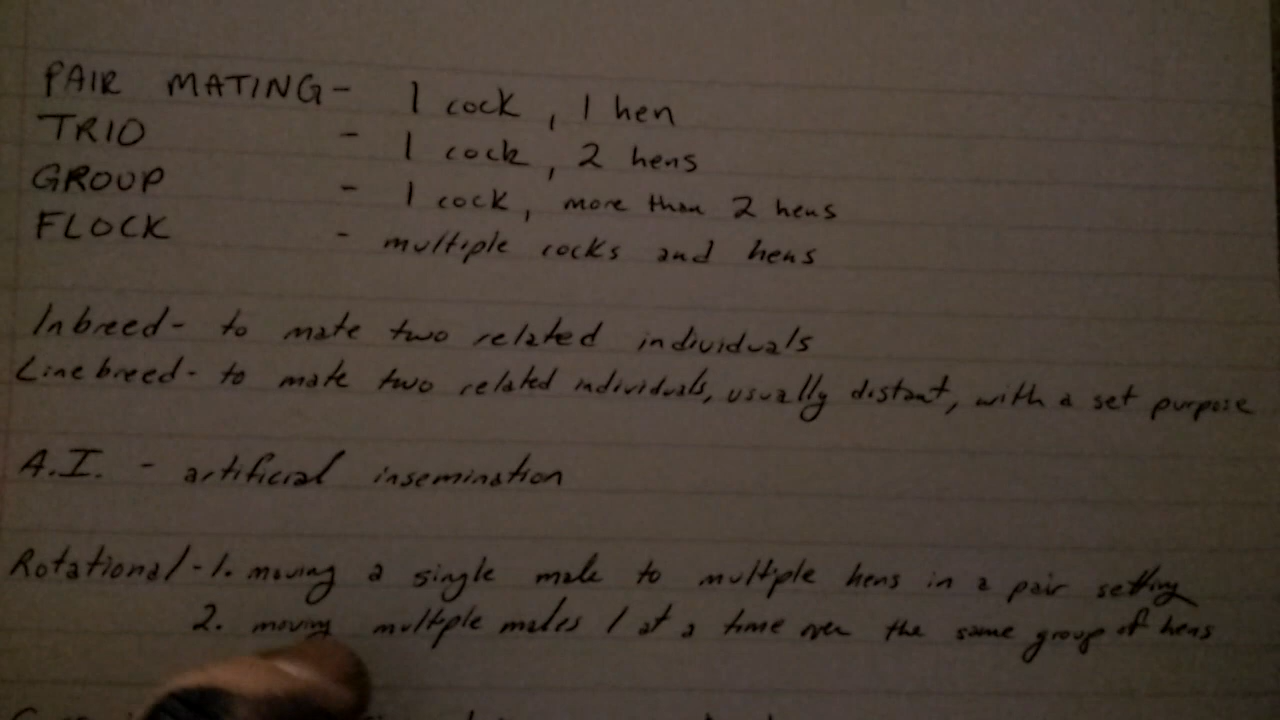 PAIR MATING - 1 cock, 1 hen
TRIO - 1 cock, 2 hens
GROUP - 1 cock, more than 2 hens
FLOCK - multiple cocks and hens
Inbreed - to mate two related individuals
Linebreed - to mate two related individuals, usually distant, with a set purpose
A.I. - artificial insemination
Rotational - 1. moving a single male to multiple hens in a pair setting
2. moving multiple males 1 at a time over the same group of hens